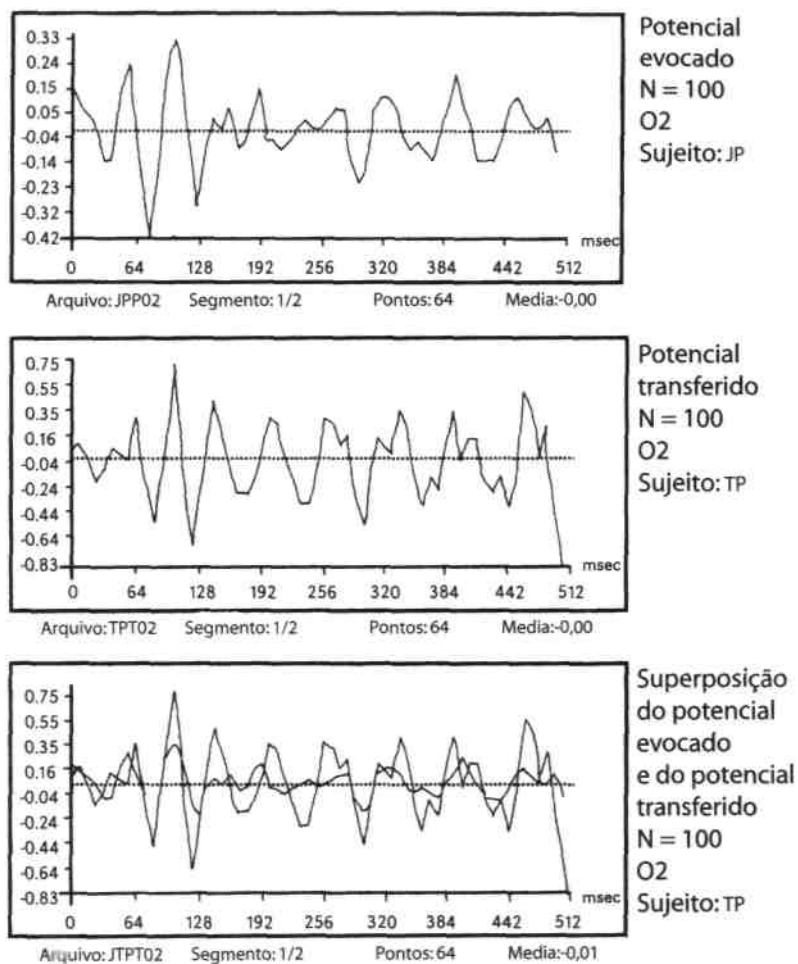 0.33
0.24
0.15
0.05
-0.04
-0.14
-0.23
-0.32
-0.42
msec
0 64 128 192 256 320 384 442 512
Arquivo: JPP02 Segmento: 1/2 Pontos: 64 Media:-0,00
Potencial
evocado
N = 100
O2
Sujeito: JP
0.75
0.55
0.35
0.16
-0.04
-0.24
-0.44
-0.64
-0.83
msec
0 64 128 192 256 320 384 442 512
Arquivo: TPT02 Segmento: 1/2 Pontos: 64 Media:-0,00
Potencial
transferido
N = 100
O2
Sujeito: TP
0.75
0.55
0.35
0.16
-0.04
-0.24
-0.44
-0.64
-0.83
msec
0 64 128 192 256 320 384 442 512
Arquivo: JTPT02 Segmento: 1/2 Pontos: 64 Media:-0,01
Superposição
do potencial
evocado
e do potencial
transferido
N = 100
O2
Sujeito: TP